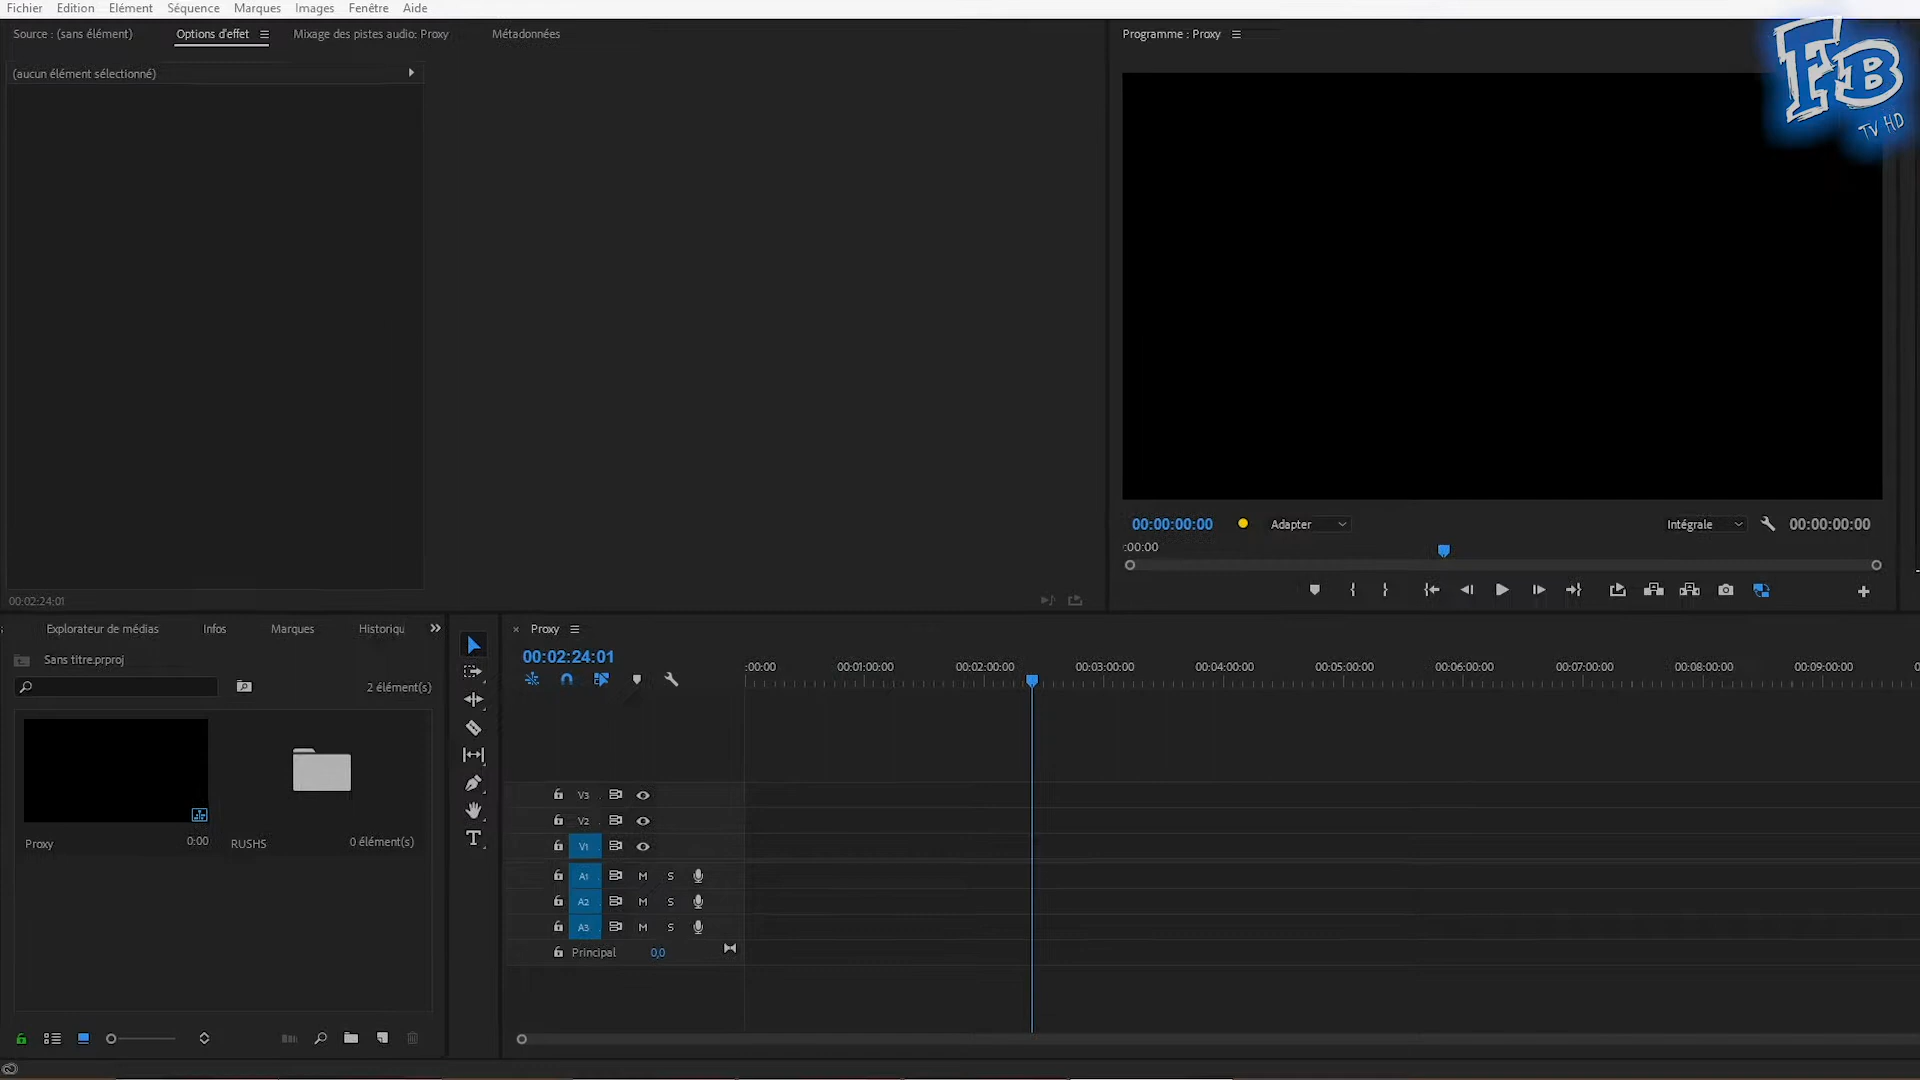 Fichier Edition Elément Séquence Marques Images Fenêtre Aide
Source : (sans élément) Options d'effet Mixage des pistes audio: Proxy Métadonnées
Programme : Proxy
FB
TV HD
(aucun élément sélectionné)
00:00:00:00 Adapter Intégrale 00:00:00:00
:00:00
00:02:24:01
Explorateur de médias Infos Marques Historiqu
Sans titre.prproj
2 élément(s)
Proxy 0:00
RUSHS 0 élément(s)
Proxy
00:02:24:01
:00:00 00:01:00:00 00:02:00:00 00:03:00:00 00:04:00:00 00:05:00:00 00:06:00:00 00:07:00:00 00:08:00:00 00:09:00:00
V3
V2
V1
A1 M S
A2 M S
A3 M S
Principal 0,0